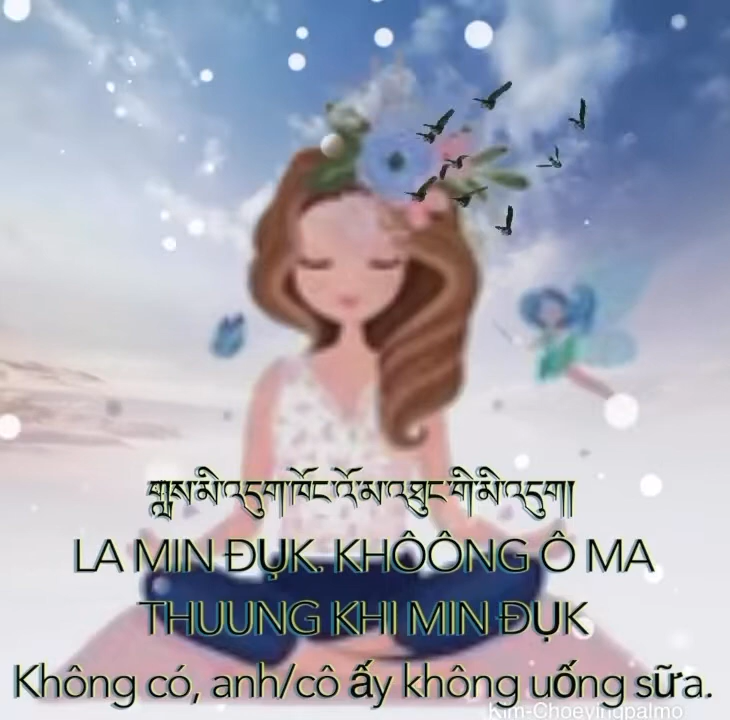 གླས་མི་འདུག་ཁོང་འོ་མ་འཐུང་གི་མི་འདུག།
LA MIN ĐỤK, KHÔÔNG Ô MA
THUUNG KHI MIN ĐỤK
Không có, anh/cô ấy không uống sữa.
Kim-Choeyingpalmo